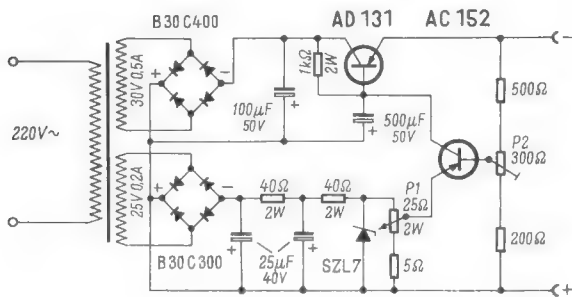 B30C400
AD 131
AC 152
220V~
30V 0,5A
+
−
100µF
50V
+
1kΩ
2W
500µF
50V
+
500Ω
P2
300Ω
200Ω
(−
25V 0,2A
+
−
B30C300
40Ω
2W
40Ω
2W
+
25µF
40V
+
SZL7
P1
25Ω
2W
5Ω
(+